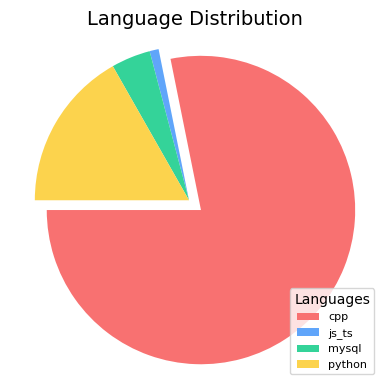 Language Distribution
Languages
cpp
js_ts
mysql
python